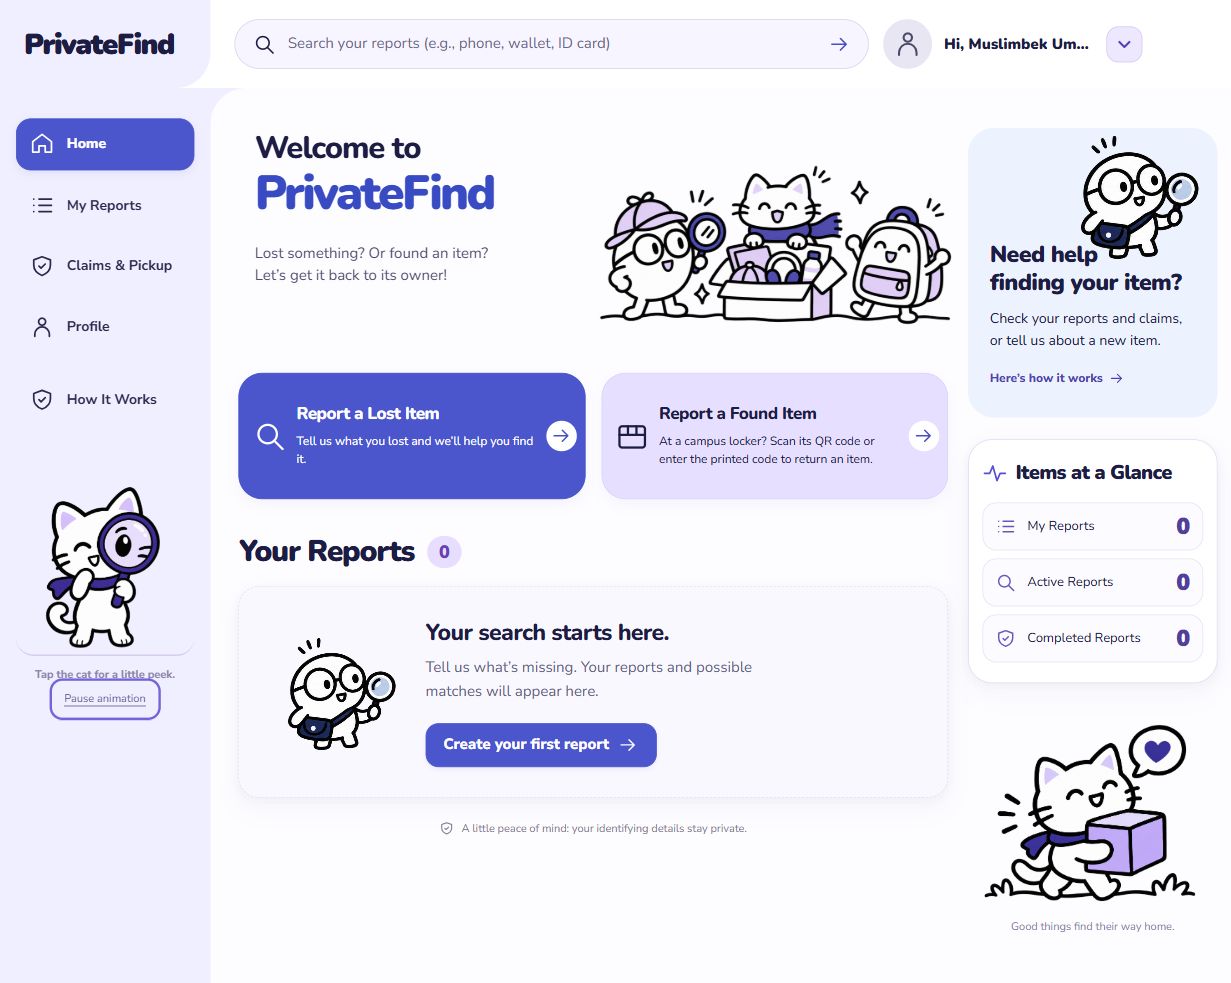 PrivateFind
Search your reports (e.g., phone, wallet, ID card)
Hi, Muslimbek Um...
Home
My Reports
Claims & Pickup
Profile
How It Works
Tap the cat for a little peek.
Pause animation
Welcome to
PrivateFind
Lost something? Or found an item?
Let's get it back to its owner!
Report a Lost Item
Tell us what you lost and we'll help you find
it.
Report a Found Item
At a campus locker? Scan its QR code or
enter the printed code to return an item.
Your Reports 0
Your search starts here.
Tell us what's missing. Your reports and possible
matches will appear here.
Create your first report
A little peace of mind: your identifying details stay private.
Need help
finding your item?
Check your reports and claims,
or tell us about a new item.
Here's how it works
Items at a Glance
My Reports 0
Active Reports 0
Completed Reports 0
Good things find their way home.